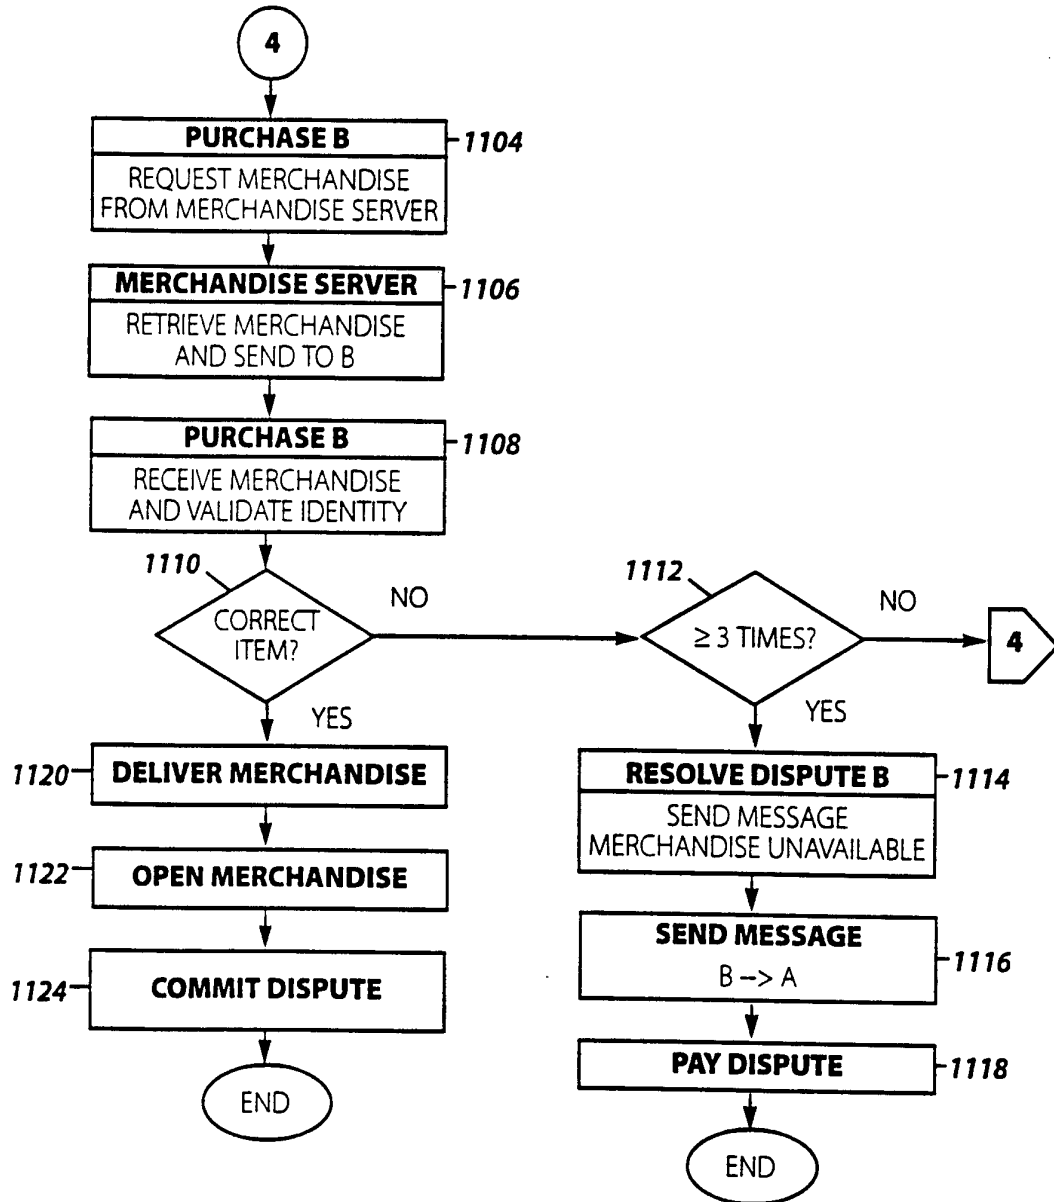 4
PURCHASE B
1104
REQUEST MERCHANDISE
FROM MERCHANDISE SERVER
MERCHANDISE SERVER
1106
RETRIEVE MERCHANDISE
AND SEND TO B
PURCHASE B
1108
RECEIVE MERCHANDISE
AND VALIDATE IDENTITY
1110
CORRECT
ITEM?
NO
YES
1112
≥ 3 TIMES?
NO
4
YES
1120
DELIVER MERCHANDISE
1122
OPEN MERCHANDISE
1124
COMMIT DISPUTE
END
RESOLVE DISPUTE B
1114
SEND MESSAGE
MERCHANDISE UNAVAILABLE
SEND MESSAGE
B --> A
1116
PAY DISPUTE
1118
END